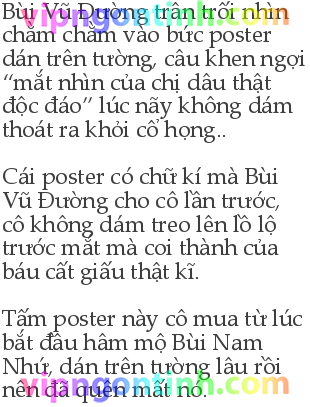 Bùi Vũ Đường trân trối nhìn
chằm chằm vào bức poster
dán trên tường, câu khen ngợi
“mắt nhìn của chị dâu thật
độc đáo” lúc nãy không dám
thoát ra khỏi cổ họng..
Cái poster có chữ kí mà Bùi
Vũ Đường cho cô lần trước,
cô không dám treo lên lồ lộ
trước mắt mà coi thành của
báu cất giấu thật kĩ.
Tấm poster này cô mua từ lúc
bắt đầu hâm mộ Bùi Nam
Nhứ, dán trên tường lâu rồi
nên đã quên mất nó.
vipngontinh.com
vipngontinh.com